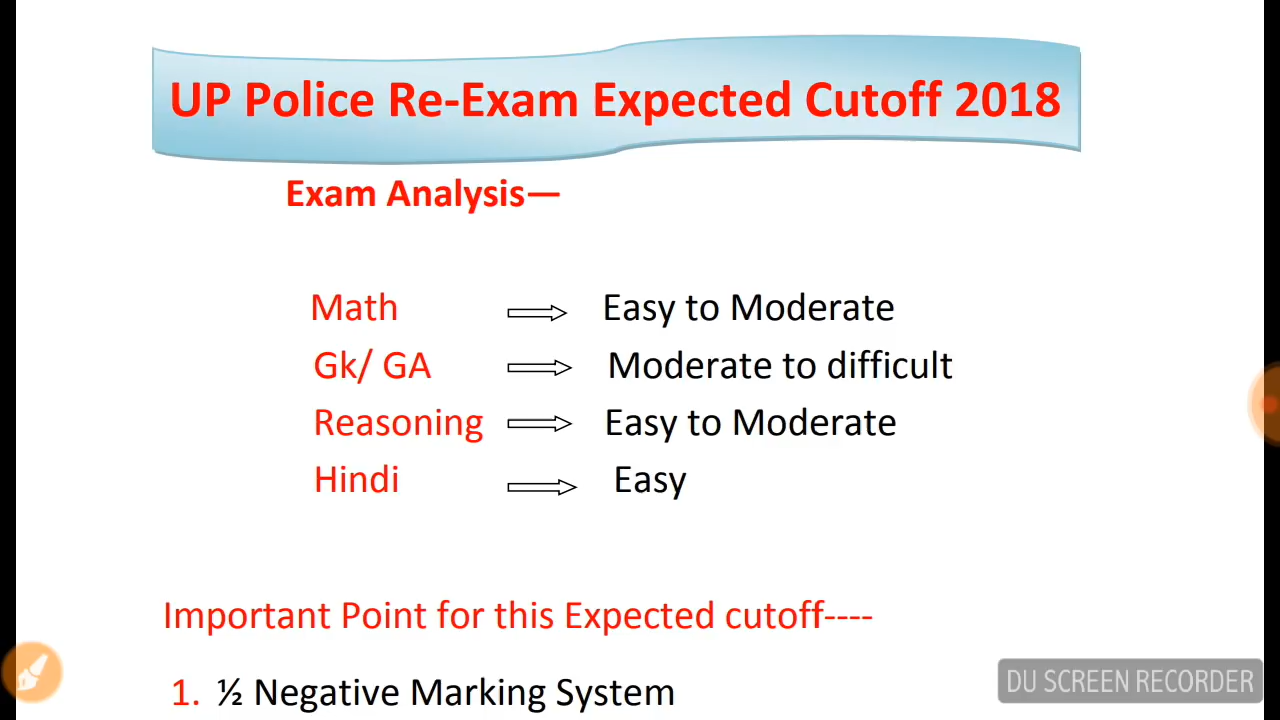 UP Police Re-Exam Expected Cutoff 2018
Exam Analysis—
Math Easy to Moderate
Gk/ GA Moderate to difficult
Reasoning Easy to Moderate
Hindi Easy
Important Point for this Expected cutoff----
1. ½ Negative Marking System
DU SCREEN RECORDER